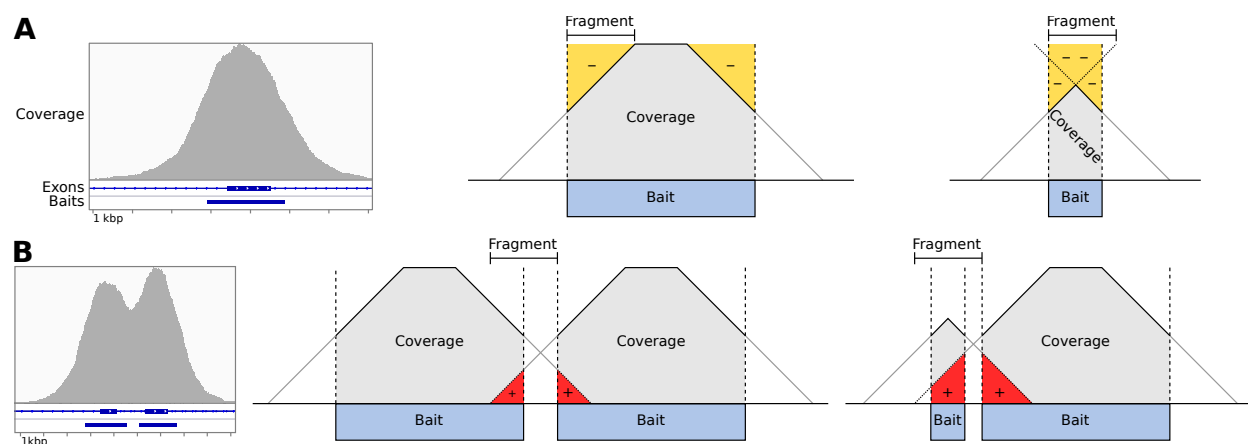 A
Fragment
Fragment
Coverage
− −
− −
Coverage
− −
Coverage
Exons
Baits
1 kbp
Bait
Bait
B
Fragment
Fragment
Coverage
Coverage
Coverage
+ +
+ +
Bait
Bait
Bait
Bait
1kbp